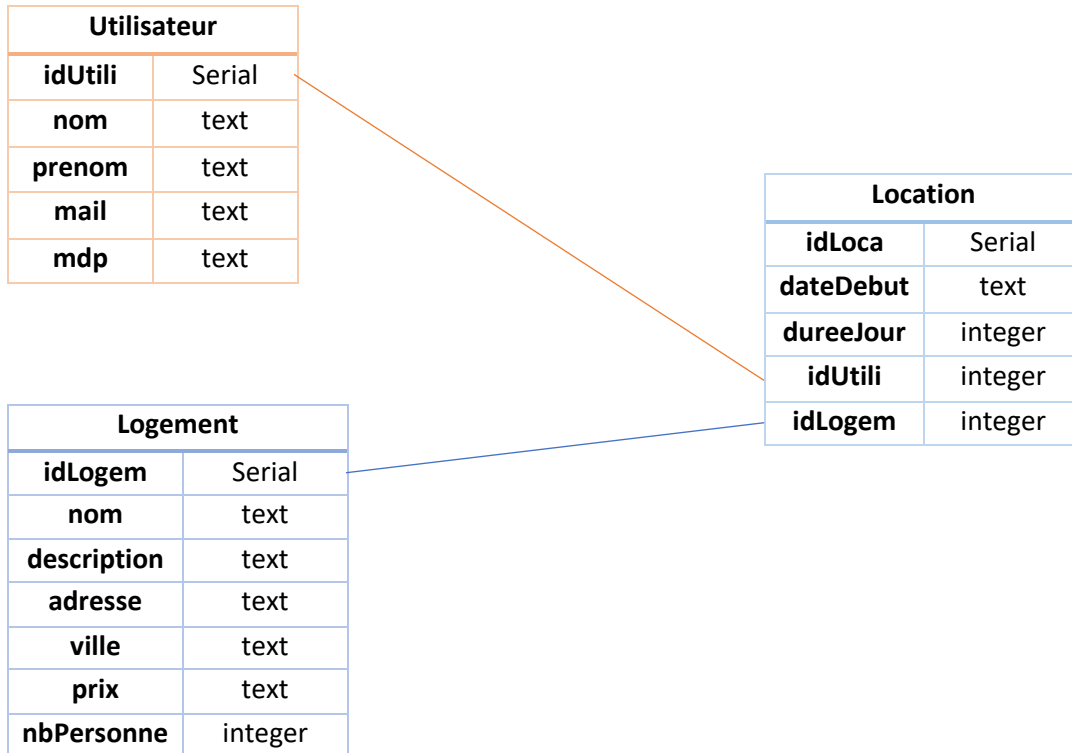 Utilisateur
idUtili Serial
nom text
prenom text
mail text
mdp text
Location
idLoca Serial
dateDebut text
dureeJour integer
idUtili integer
idLogem integer
Logement
idLogem Serial
nom text
description text
adresse text
ville text
prix text
nbPersonne integer